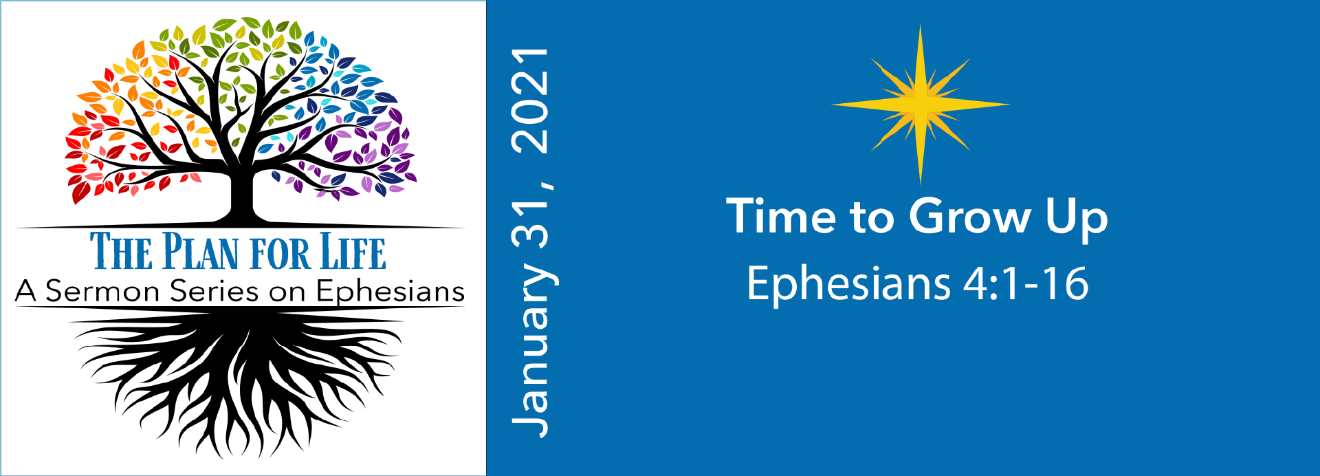 The Plan for Life
A Sermon Series on Ephesians
January 31, 2021
Time to Grow Up
Ephesians 4:1-16